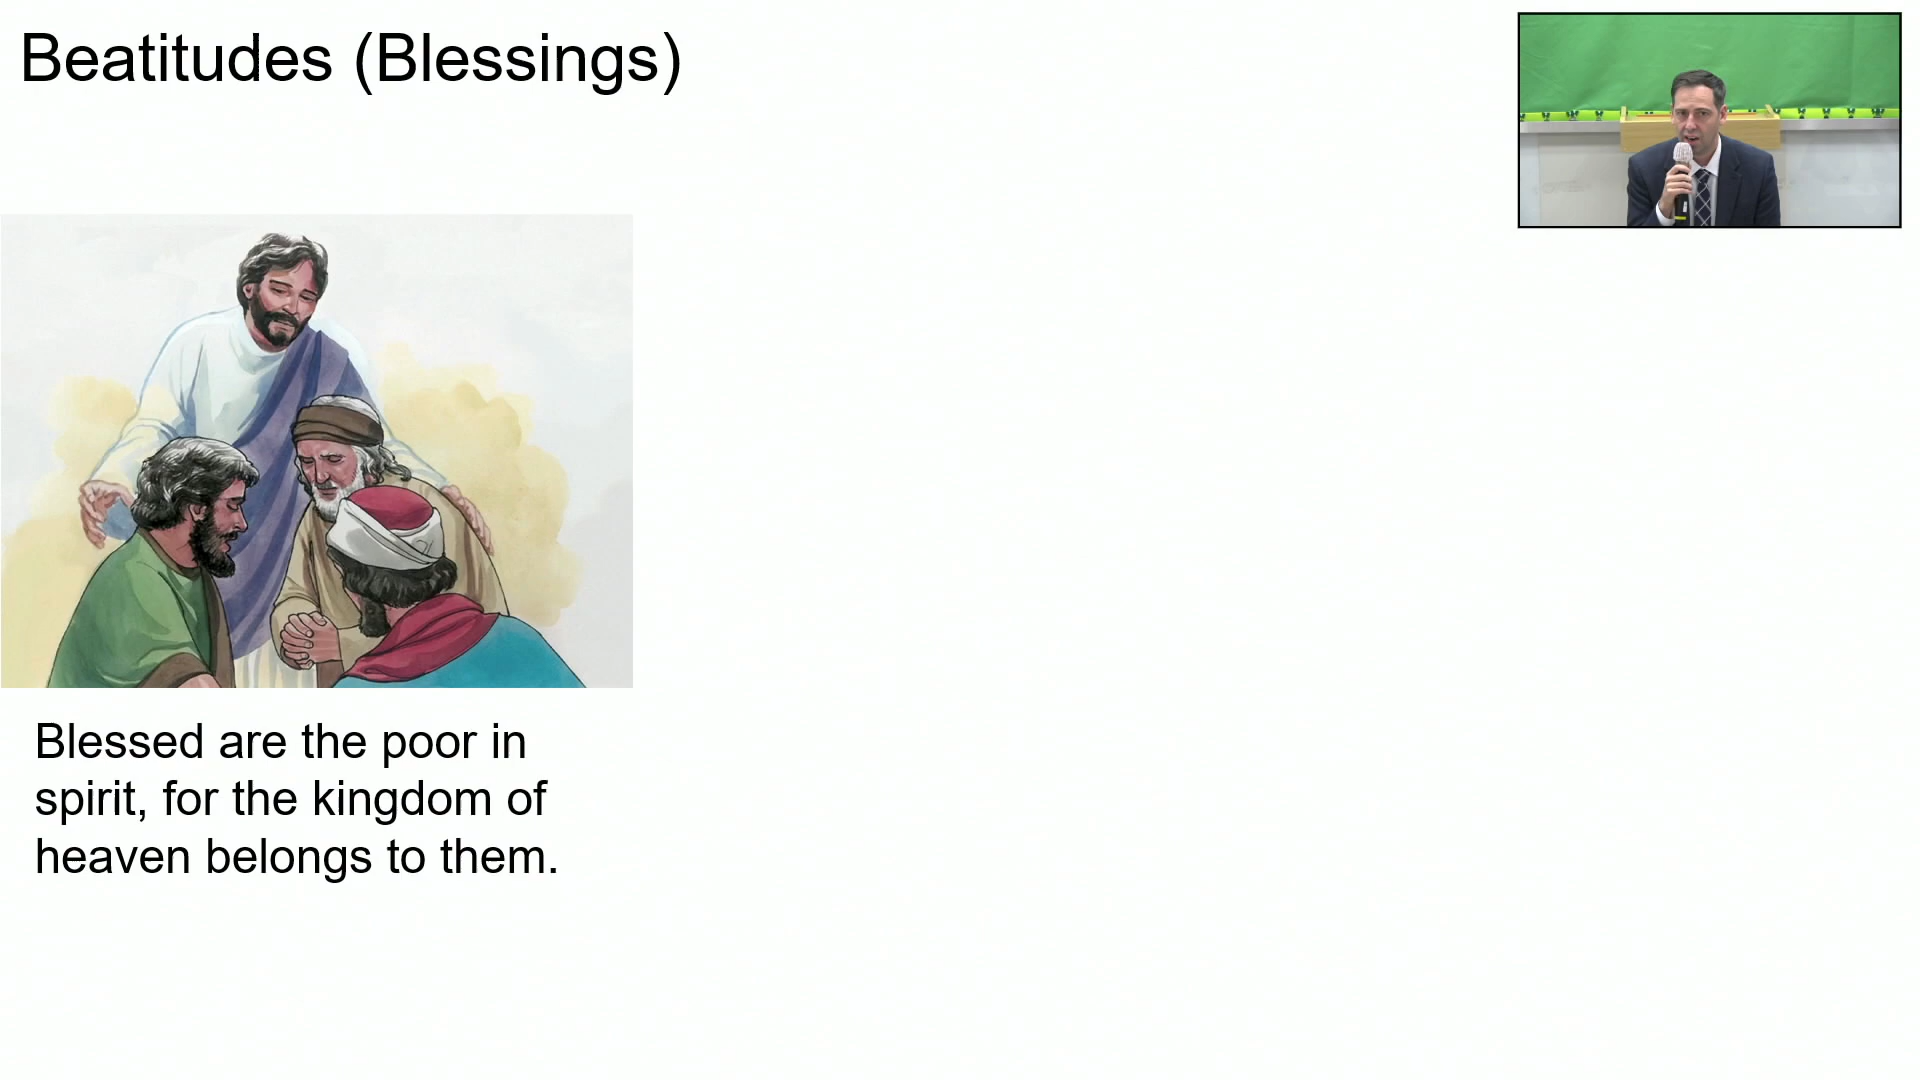 Beatitudes (Blessings)
Blessed are the poor in
spirit, for the kingdom of
heaven belongs to them.